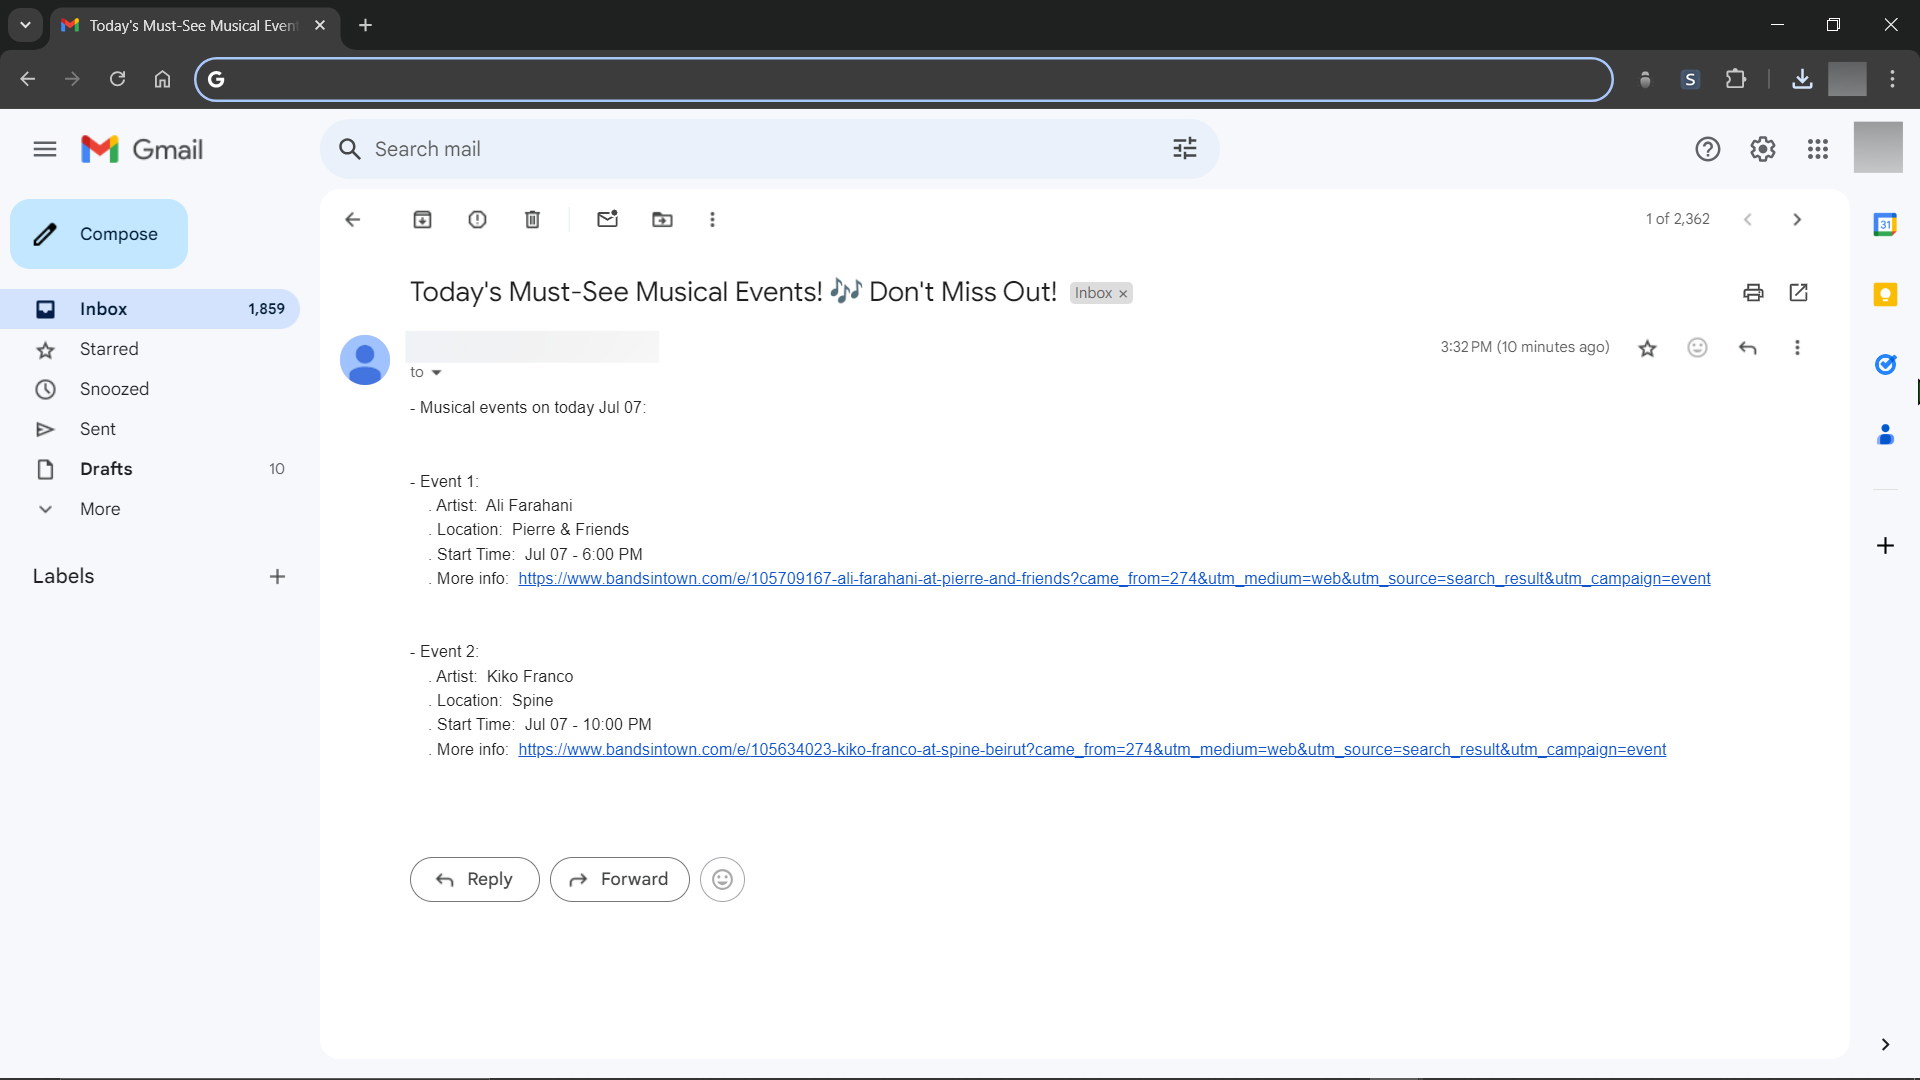 Today's Must-See Musical Even
Gmail
Search mail
Compose
1 of 2,362
Inbox 1,859
Starred
Snoozed
Sent
Drafts 10
More
Labels
Today's Must-See Musical Events! 🎶 Don't Miss Out! Inbox ×
3:32 PM (10 minutes ago)
to
- Musical events on today Jul 07:
- Event 1:
. Artist: Ali Farahani
. Location: Pierre & Friends
. Start Time: Jul 07 - 6:00 PM
. More info: https://www.bandsintown.com/e/105709167-ali-farahani-at-pierre-and-friends?came_from=274&utm_medium=web&utm_source=search_result&utm_campaign=event
- Event 2:
. Artist: Kiko Franco
. Location: Spine
. Start Time: Jul 07 - 10:00 PM
. More info: https://www.bandsintown.com/e/105634023-kiko-franco-at-spine-beirut?came_from=274&utm_medium=web&utm_source=search_result&utm_campaign=event
Reply
Forward
S
31